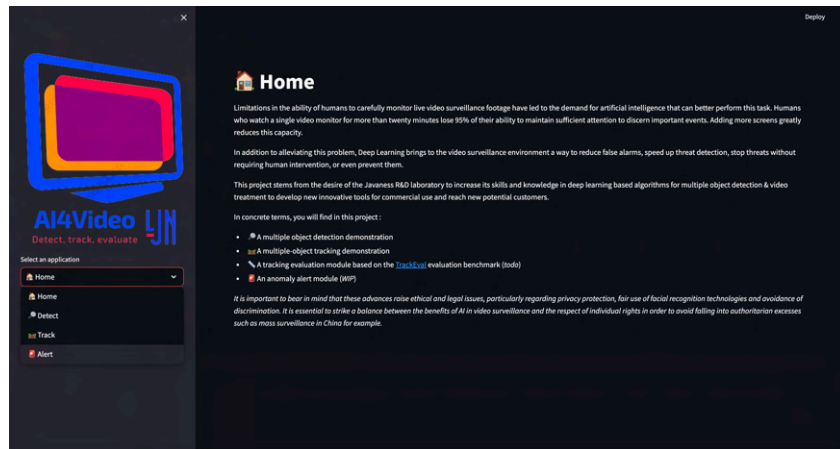 Deploy
AI4Video LJN
Detect, track, evaluate
Select an application
Home
Home
Detect
Track
Alert
Home
Limitations in the ability of humans to carefully monitor live video surveillance footage have led to the demand for artificial intelligence that can better perform this task. Humans
who watch a single video monitor for more than twenty minutes lose 95% of their ability to maintain sufficient attention to discern important events. Adding more screens greatly
reduces this capacity.
In addition to alleviating this problem, Deep Learning brings to the video surveillance environment a way to reduce false alarms, speed up threat detection, stop threats without
requiring human intervention, or even prevent them.
This project stems from the desire of the Javaness R&D laboratory to increase its skills and knowledge in deep learning based algorithms for multiple object detection & video
treatment to develop new innovative tools for commercial use and reach new potential customers.
In concrete terms, you will find in this project :
A multiple object detection demonstration
A multiple-object tracking demonstration
A tracking evaluation module based on the TrackEval evaluation benchmark (todo)
An anomaly alert module (WIP)
It is important to bear in mind that these advances raise ethical and legal issues, particularly regarding privacy protection, fair use of facial recognition technologies and avoidance of
discrimination. It is essential to strike a balance between the benefits of AI in video surveillance and the respect of individual rights in order to avoid falling into authoritarian excesses
such as mass surveillance in China for example.